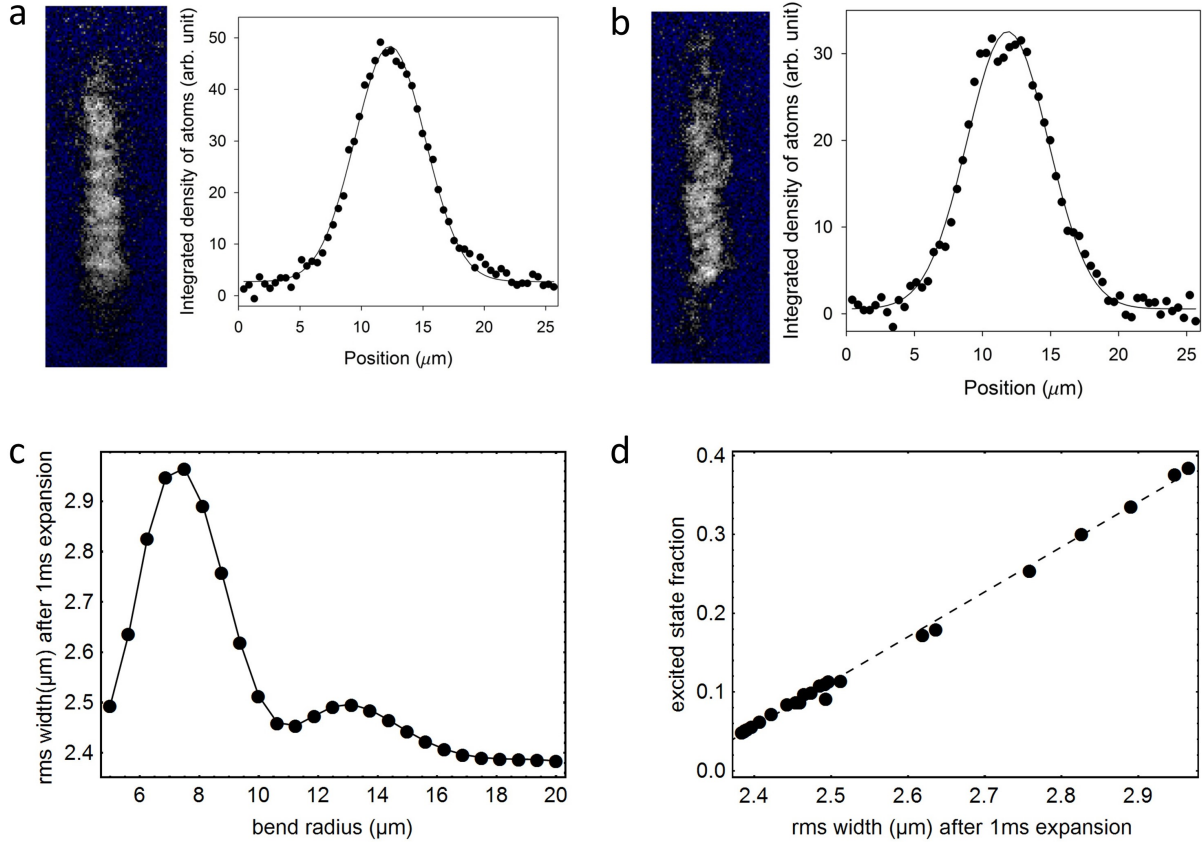 a
Integrated density of atoms (arb. unit)
50
40
30
20
10
0
0 5 10 15 20 25
Position (μm)
b
Integrated density of atoms (arb. unit)
30
20
10
0
0 5 10 15 20 25
Position (μm)
c
rms width(μm) after 1ms expansion
2.9
2.8
2.7
2.6
2.5
2.4
6 8 10 12 14 16 18 20
bend radius (μm)
d
excited state fraction
0.4
0.3
0.2
0.1
0.0
2.4 2.5 2.6 2.7 2.8 2.9
rms width (μm) after 1ms expansion